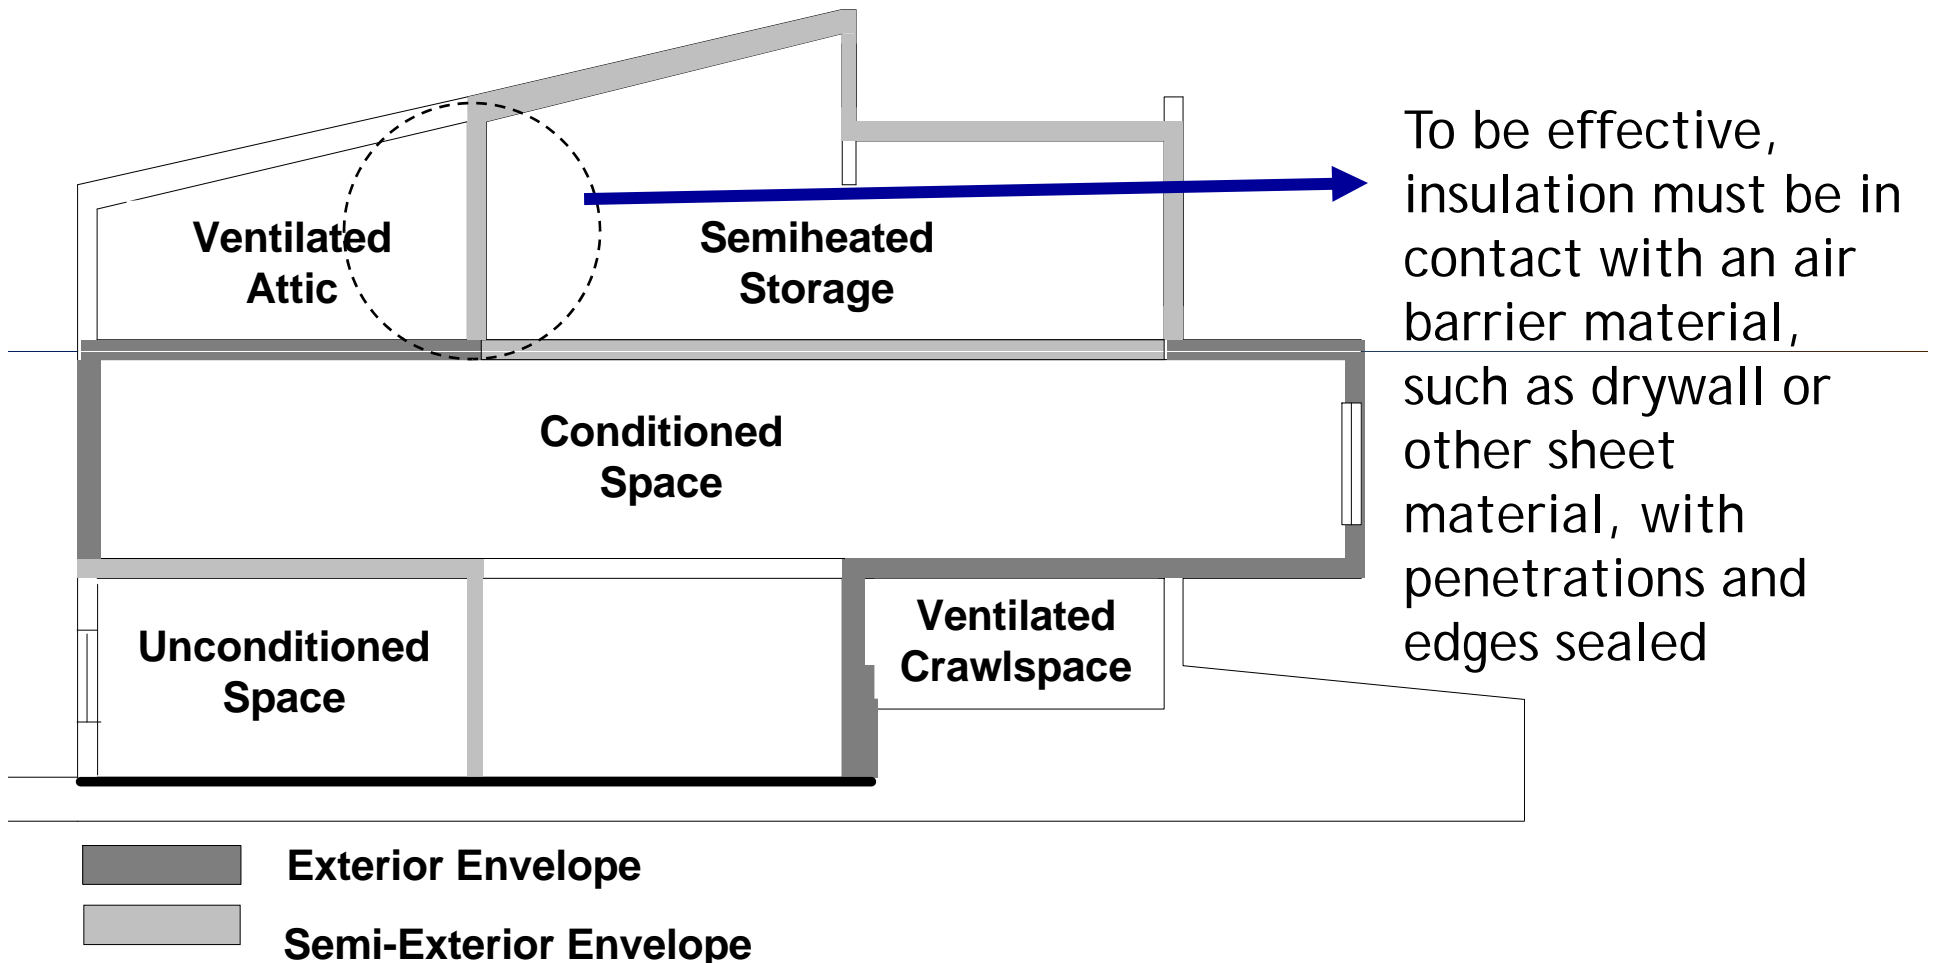 Ventilated
Attic
Semiheated
Storage
To be effective,
insulation must be in
contact with an air
barrier material,
such as drywall or
other sheet
material, with
penetrations and
edges sealed
Conditioned
Space
Unconditioned
Space
Ventilated
Crawlspace
Exterior Envelope
Semi-Exterior Envelope